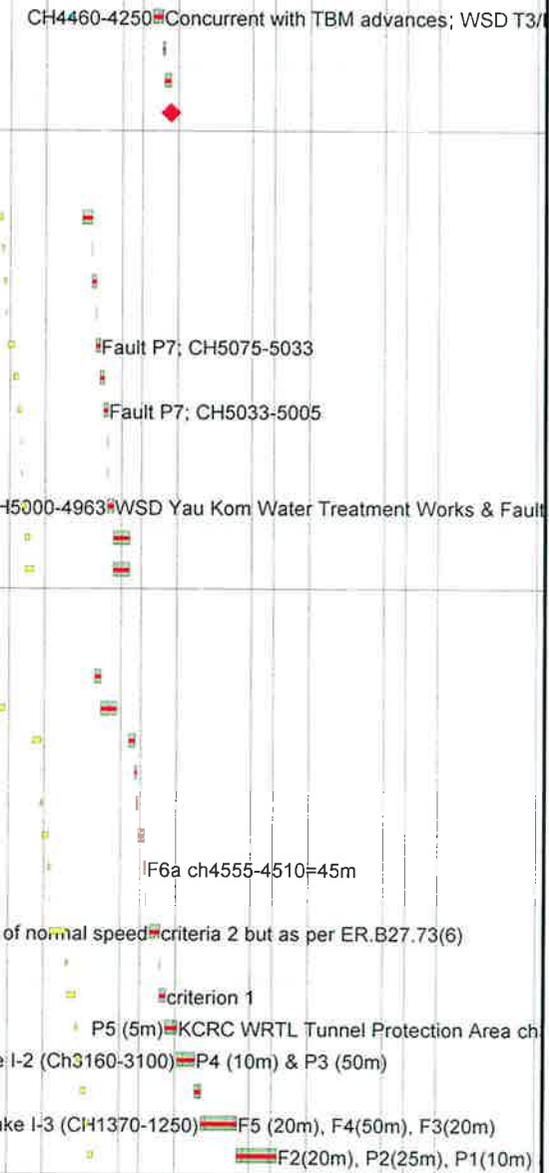 CH4460-4250 Concurrent with TBM advances; WSD T3/
Fault P7; CH5075-5033
Fault P7; CH5033-5005
H5000-4963 WSD Yau Kom Water Treatment Works & Fault
F6a ch4555-4510=45m
of normal speed criteria 2 but as per ER.B27.73(6)
criterion 1
P5 (5m) KCRC WRTL Tunnel Protection Area ch
I-2 (Ch3160-3100) P4 (10m) & P3 (50m)
I-3 (CH1370-1250) F5 (20m), F4(50m), F3(20m)
F2(20m), P2(25m), P1(10m)